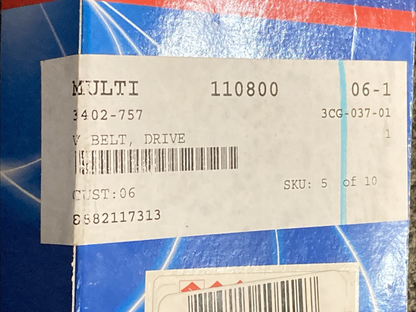 MULTI 110800 06-1
3402-757 3CG-037-01
V BELT, DRIVE 1
CUST:06 SKU: 5 of 10
8582117313